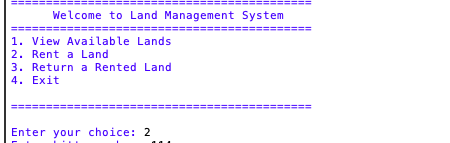 ===========================================
Welcome to Land Management System
===========================================
1. View Available Lands
2. Rent a Land
3. Return a Rented Land
4. Exit
===========================================
Enter your choice: 2